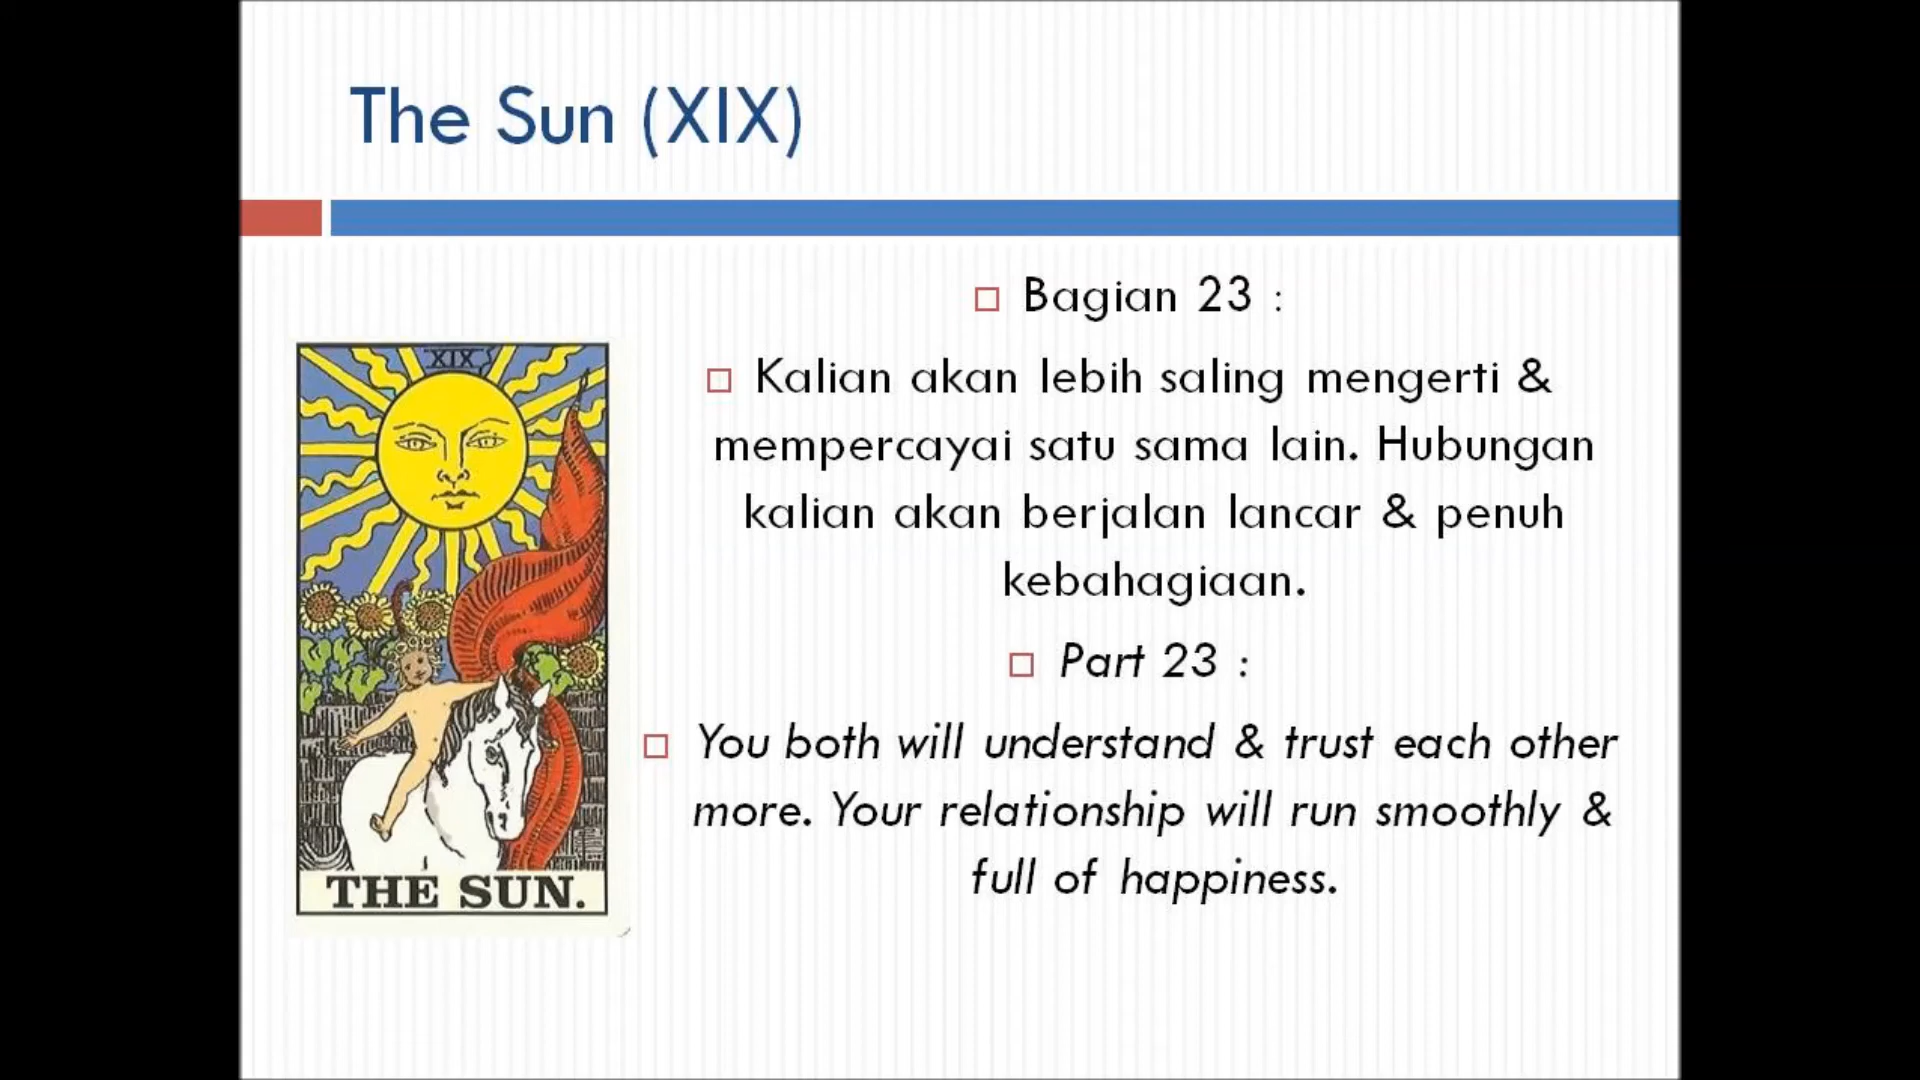 The Sun (XIX)
XIX
THE SUN.
Bagian 23 :
Kalian akan lebih saling mengerti &
mempercayai satu sama lain. Hubungan
kalian akan berjalan lancar & penuh
kebahagiaan.
Part 23 :
You both will understand & trust each other
more. Your relationship will run smoothly &
full of happiness.